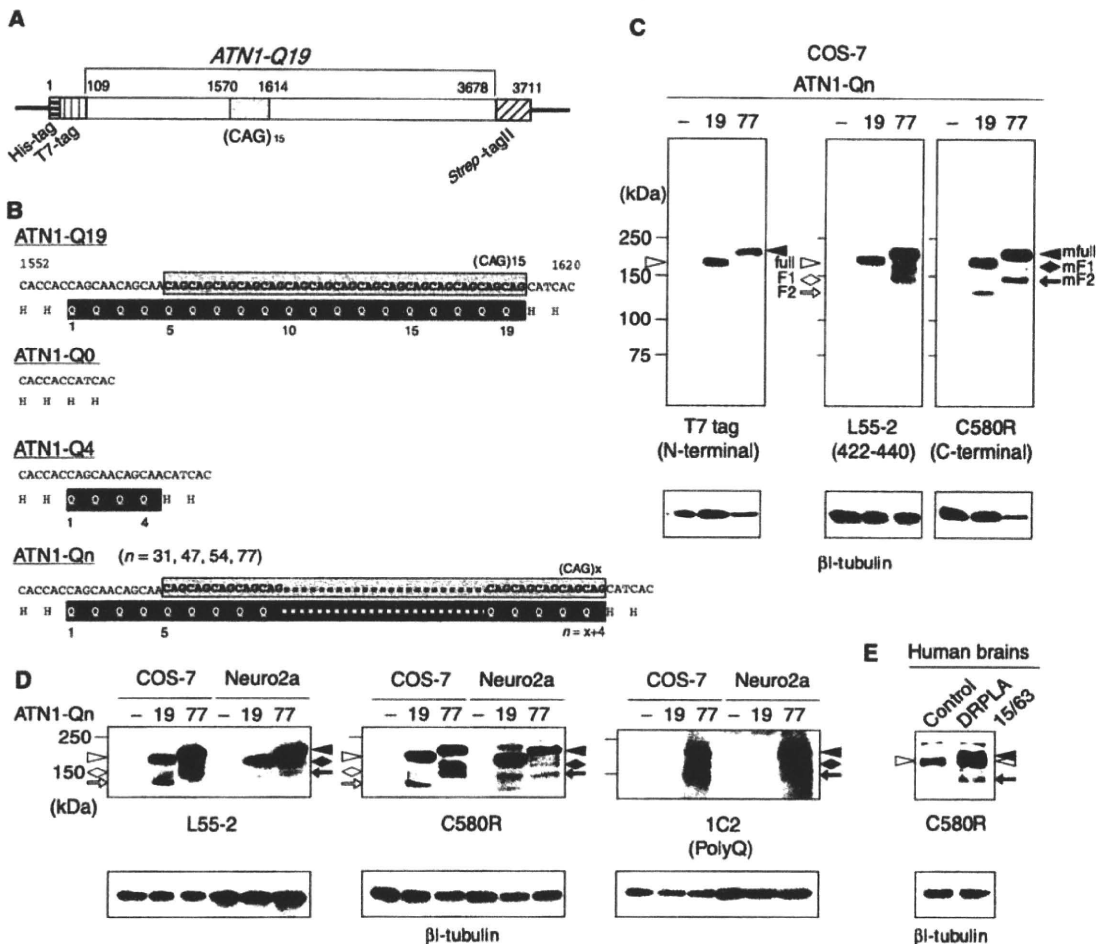 A
ATN1-Q19
1 109 1570 1614 3678 3711
His-tag
T7-tag
(CAG)15
Strep-tagII
B
ATN1-Q19
1552 (CAG)15 1620
CACCACCAGCAACAGCAACAGCAGCAGCAGCAGCAGCAGCAGCAGCAGCAGCAGCAGCAGCAGCATCAC
H H Q Q Q Q Q Q Q Q Q Q Q Q Q Q Q Q Q Q Q H H
1 5 10 15 19
ATN1-Q0
CACCACCATCAC
H H H H
ATN1-Q4
CACCACCAGCAACAGCAACATCAC
H H Q Q Q Q H H
1 4
ATN1-Qn (n = 31, 47, 54, 77)
(CAG)x
CACCACCAGCAACAGCAACAGCAGCAGCAGCAG CAGCAGCAGCAGCAGCATCAC
H H Q Q Q Q Q Q Q Q Q Q Q Q Q Q H H
1 5 n = x+4
C
COS-7
ATN1-Qn
– 19 77 – 19 77 – 19 77
(kDa)
250
150
100
75
full
F1
F2
mfull
mF1
mF2
T7 tag
(N-terminal)
L55-2
(422-440)
C580R
(C-terminal)
βI-tubulin
D
COS-7 Neuro2a COS-7 Neuro2a COS-7 Neuro2a
ATN1-Qn – 19 77 – 19 77 – 19 77 – 19 77 – 19 77 – 19 77
250
150
(kDa)
L55-2
C580R
1C2
(PolyQ)
βI-tubulin
E
Human brains
Control
DRPLA
15/63
C580R
βI-tubulin